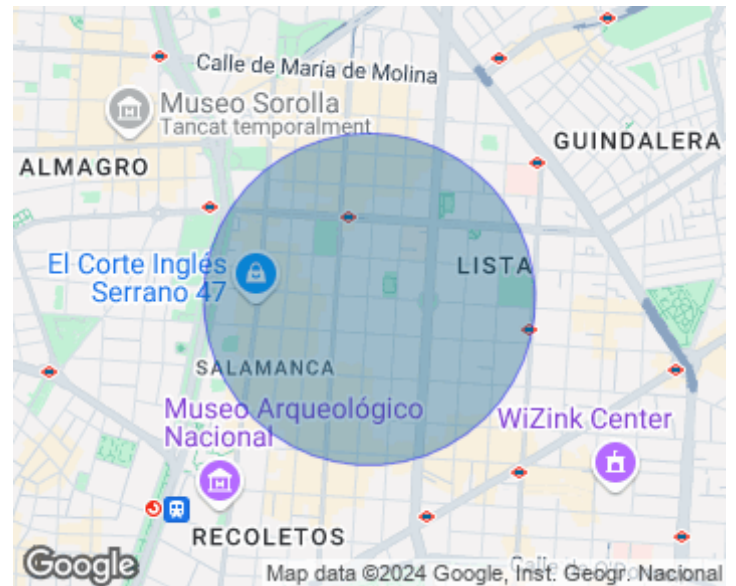 Calle de María de Molina
Museo Sorolla
Tancat temporalment
GUINDALERA
ALMAGRO
El Corte Inglés
Serrano 47
LISTA
SALAMANCA
Museo Arqueológico
Nacional
WiZink Center
RECOLETOS
Google
Map data ©2024 Google, Inst. Geogr. Nacional